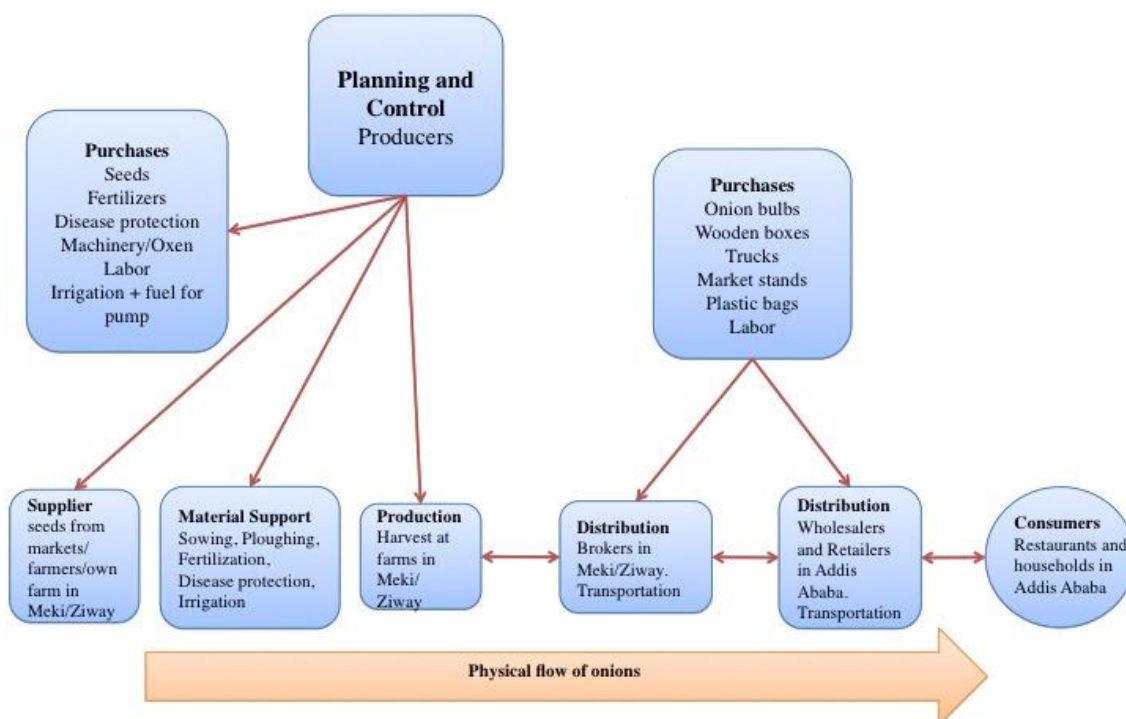 Planning and
Control
Producers
Purchases
Seeds
Fertilizers
Disease protection
Machinery/Oxen
Labor
Irrigation + fuel for
pump
Purchases
Onion bulbs
Wooden boxes
Trucks
Market stands
Plastic bags
Labor
Supplier
seeds from
markets/
farmers/own
farm in
Meki/Ziway
Material Support
Sowing, Ploughing,
Fertilization,
Disease protection,
Irrigation
Production
Harvest at
farms in
Meki/
Ziway
Distribution
Brokers in
Meki/Ziway.
Transportation
Distribution
Wholesalers
and Retailers
in Addis
Ababa.
Transportation
Consumers
Restaurants and
households in
Addis Ababa
Physical flow of onions